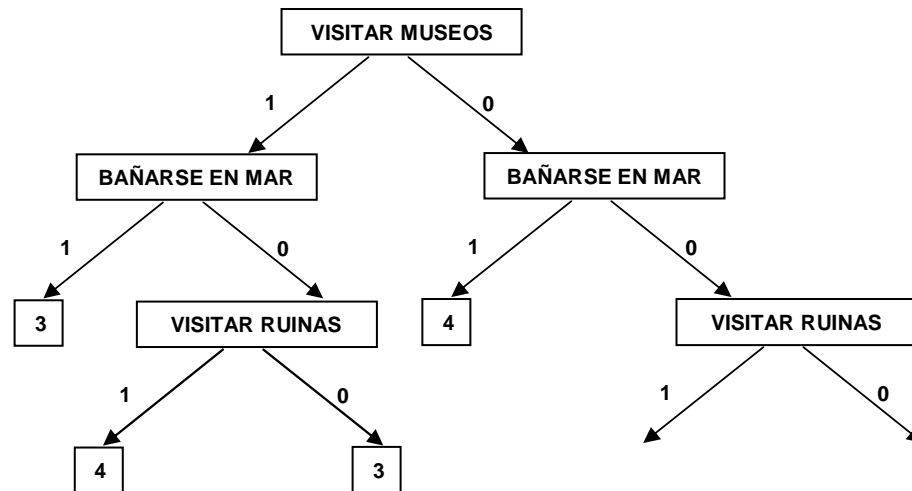 VISITAR MUSEOS
1 0
BAÑARSE EN MAR BAÑARSE EN MAR
1 0 1 0
3 VISITAR RUINAS 4 VISITAR RUINAS
1 0 1 0
4 3